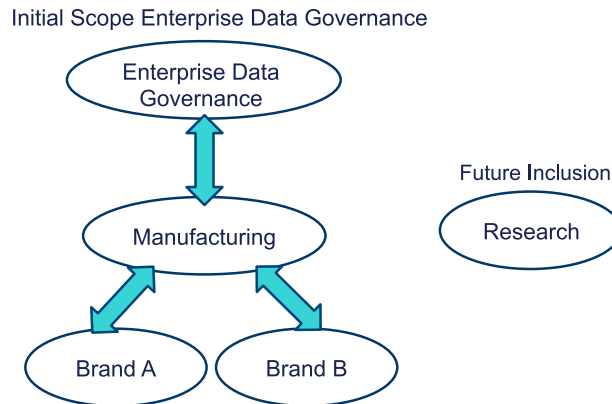 Initial Scope Enterprise Data Governance
Enterprise Data
Governance
Future Inclusion
Manufacturing
Research
Brand A
Brand B